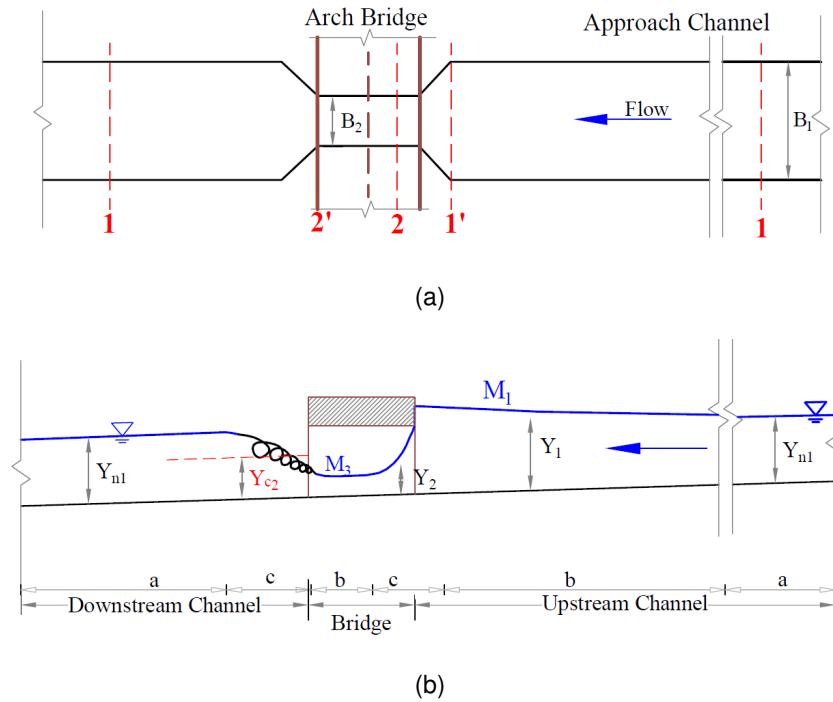 Arch Bridge
Approach Channel
Flow
B2
B1
1
2'
2
1'
1
(a)
M1
Yn1
Yc2
M3
Y2
Y1
Yn1
a
c
b
c
b
a
Downstream Channel
Bridge
Upstream Channel
(b)